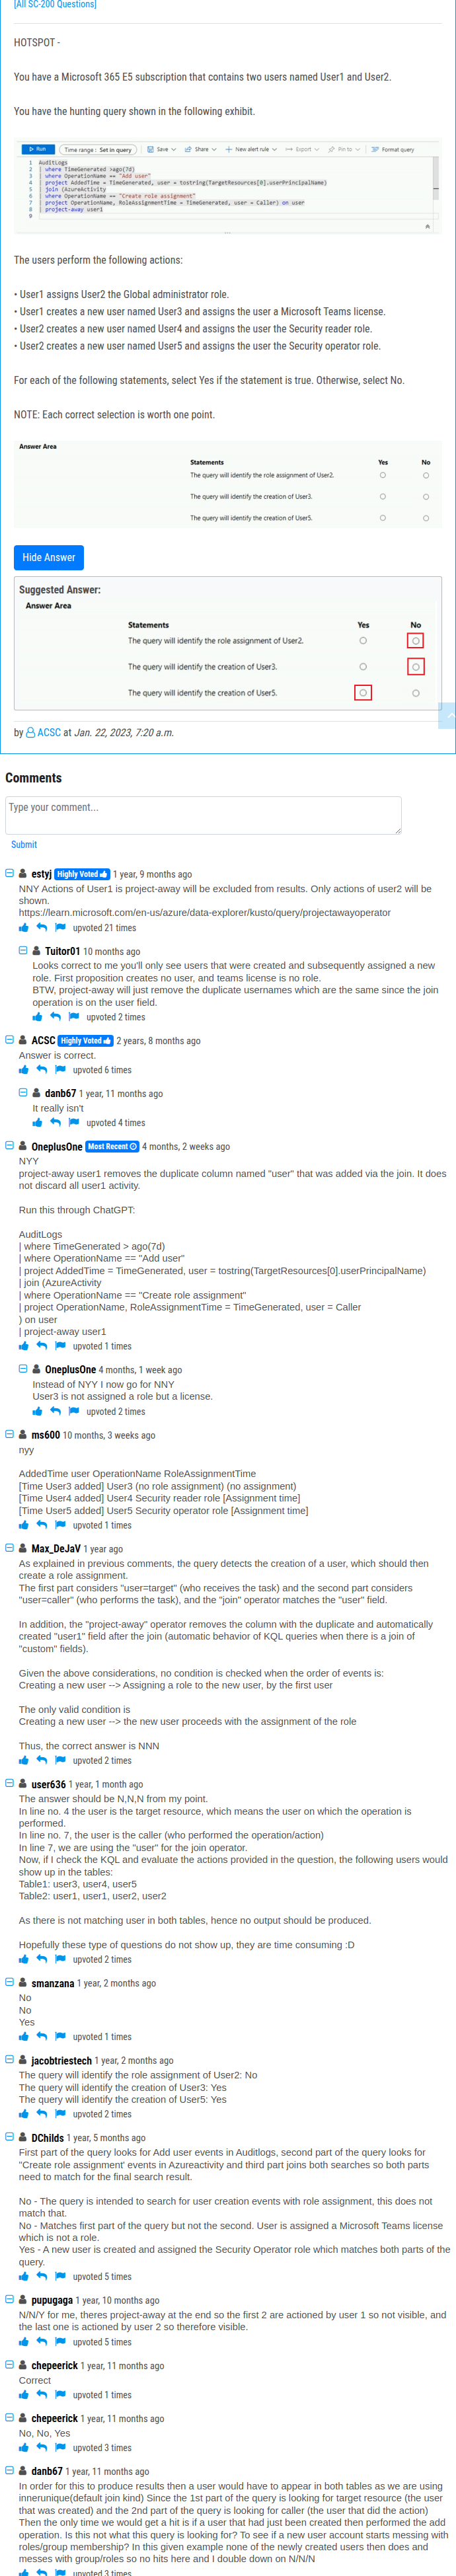 [All SC-200 Questions]
HOTSPOT -
You have a Microsoft 365 E5 subscription that contains two users named User1 and User2.
You have the hunting query shown in the following exhibit.
Run Time range : Set in query Save Share New alert rule Export Pin to Format query
1 AuditLogs
2 | where TimeGenerated >ago(7d)
3 | where OperationName == "Add user"
4 | project AddedTime = TimeGenerated, user = tostring(TargetResources[0].userPrincipalName)
5 | join (AzureActivity
6 | where OperationName == "Create role assignment"
7 | project OperationName, RoleAssignmentTime = TimeGenerated, user = Caller) on user
8 | project-away user1
9
The users perform the following actions:
• User1 assigns User2 the Global administrator role.
• User1 creates a new user named User3 and assigns the user a Microsoft Teams license.
• User2 creates a new user named User4 and assigns the user the Security reader role.
• User2 creates a new user named User5 and assigns the user the Security operator role.
For each of the following statements, select Yes if the statement is true. Otherwise, select No.
NOTE: Each correct selection is worth one point.
Answer Area
Statements Yes No
The query will identify the role assignment of User2.
The query will identify the creation of User3.
The query will identify the creation of User5.
Hide Answer
Suggested Answer:
Answer Area
Statements Yes No
The query will identify the role assignment of User2.
The query will identify the creation of User3.
The query will identify the creation of User5.
by ACSC at Jan. 22, 2023, 7:20 a.m.
Comments
Type your comment...
Submit
estyj Highly Voted 1 year, 9 months ago
NNY Actions of User1 is project-away will be excluded from results. Only actions of user2 will be
shown.
https://learn.microsoft.com/en-us/azure/data-explorer/kusto/query/projectawayoperator
upvoted 21 times
Tuitor01 10 months ago
Looks correct to me you'll only see users that were created and subsequently assigned a new
role. First proposition creates no user, and teams license is no role.
BTW, project-away will just remove the duplicate usernames which are the same since the join
operation is on the user field.
upvoted 2 times
ACSC Highly Voted 2 years, 8 months ago
Answer is correct.
upvoted 6 times
danb67 1 year, 11 months ago
It really isn't
upvoted 4 times
OneplusOne Most Recent 4 months, 2 weeks ago
NYY
project-away user1 removes the duplicate column named "user" that was added via the join. It does
not discard all user1 activity.
Run this through ChatGPT:
AuditLogs
| where TimeGenerated > ago(7d)
| where OperationName == "Add user"
| project AddedTime = TimeGenerated, user = tostring(TargetResources[0].userPrincipalName)
| join (AzureActivity
| where OperationName == "Create role assignment"
| project OperationName, RoleAssignmentTime = TimeGenerated, user = Caller
) on user
| project-away user1
upvoted 1 times
OneplusOne 4 months, 1 week ago
Instead of NYY I now go for NNY
User3 is not assigned a role but a license.
upvoted 2 times
ms600 10 months, 3 weeks ago
nyy
AddedTime user OperationName RoleAssignmentTime
[Time User3 added] User3 (no role assignment) (no assignment)
[Time User4 added] User4 Security reader role [Assignment time]
[Time User5 added] User5 Security operator role [Assignment time]
upvoted 1 times
Max_DeJaV 1 year ago
As explained in previous comments, the query detects the creation of a user, which should then
create a role assignment.
The first part considers "user=target" (who receives the task) and the second part considers
"user=caller" (who performs the task), and the "join" operator matches the "user" field.
In addition, the "project-away" operator removes the column with the duplicate and automatically
created "user1" field after the join (automatic behavior of KQL queries when there is a join of
"custom" fields).
Given the above considerations, no condition is checked when the order of events is:
Creating a new user --> Assigning a role to the new user, by the first user
The only valid condition is
Creating a new user --> the new user proceeds with the assignment of the role
Thus, the correct answer is NNN
upvoted 2 times
user636 1 year, 1 month ago
The answer should be N,N,N from my point.
In line no. 4 the user is the target resource, which means the user on which the operation is
performed.
In line no. 7, the user is the caller (who performed the operation/action)
In line 7, we are using the "user" for the join operator.
Now, if I check the KQL and evaluate the actions provided in the question, the following users would
show up in the tables:
Table1: user3, user4, user5
Table2: user1, user1, user2, user2
As there is not matching user in both tables, hence no output should be produced.
Hopefully these type of questions do not show up, they are time consuming :D
upvoted 2 times
smanzana 1 year, 2 months ago
No
No
Yes
upvoted 1 times
jacobtriestech 1 year, 2 months ago
The query will identify the role assignment of User2: No
The query will identify the creation of User3: Yes
The query will identify the creation of User5: Yes
upvoted 2 times
DChilds 1 year, 5 months ago
First part of the query looks for Add user events in Auditlogs, second part of the query looks for
"Create role assignment' events in Azureactivity and third part joins both searches so both parts
need to match for the final search result.
No - The query is intended to search for user creation events with role assignment, this does not
match that.
No - Matches first part of the query but not the second. User is assigned a Microsoft Teams license
which is not a role.
Yes - A new user is created and assigned the Security Operator role which matches both parts of the
query.
upvoted 5 times
pupugaga 1 year, 10 months ago
N/N/Y for me, theres project-away at the end so the first 2 are actioned by user 1 so not visible, and
the last one is actioned by user 2 so therefore visible.
upvoted 5 times
chepeerick 1 year, 11 months ago
Correct
upvoted 1 times
chepeerick 1 year, 11 months ago
No, No, Yes
upvoted 3 times
danb67 1 year, 11 months ago
In order for this to produce results then a user would have to appear in both tables as we are using
innerunique(default join kind) Since the 1st part of the query is looking for target resource (the user
that was created) and the 2nd part of the query is looking for caller (the user that did the action)
Then the only time we would get a hit is if a user that had just been created then performed the add
operation. Is this not what this query is looking for? To see if a new user account starts messing with
roles/group membership? In this given example none of the newly created users then does and
messes with group/roles so no hits here and I double down on N/N/N
upvoted 3 times